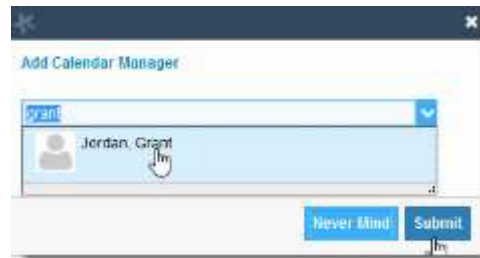 Add Calendar Manager
grant
Jordan, Grant
Never Mind Submit